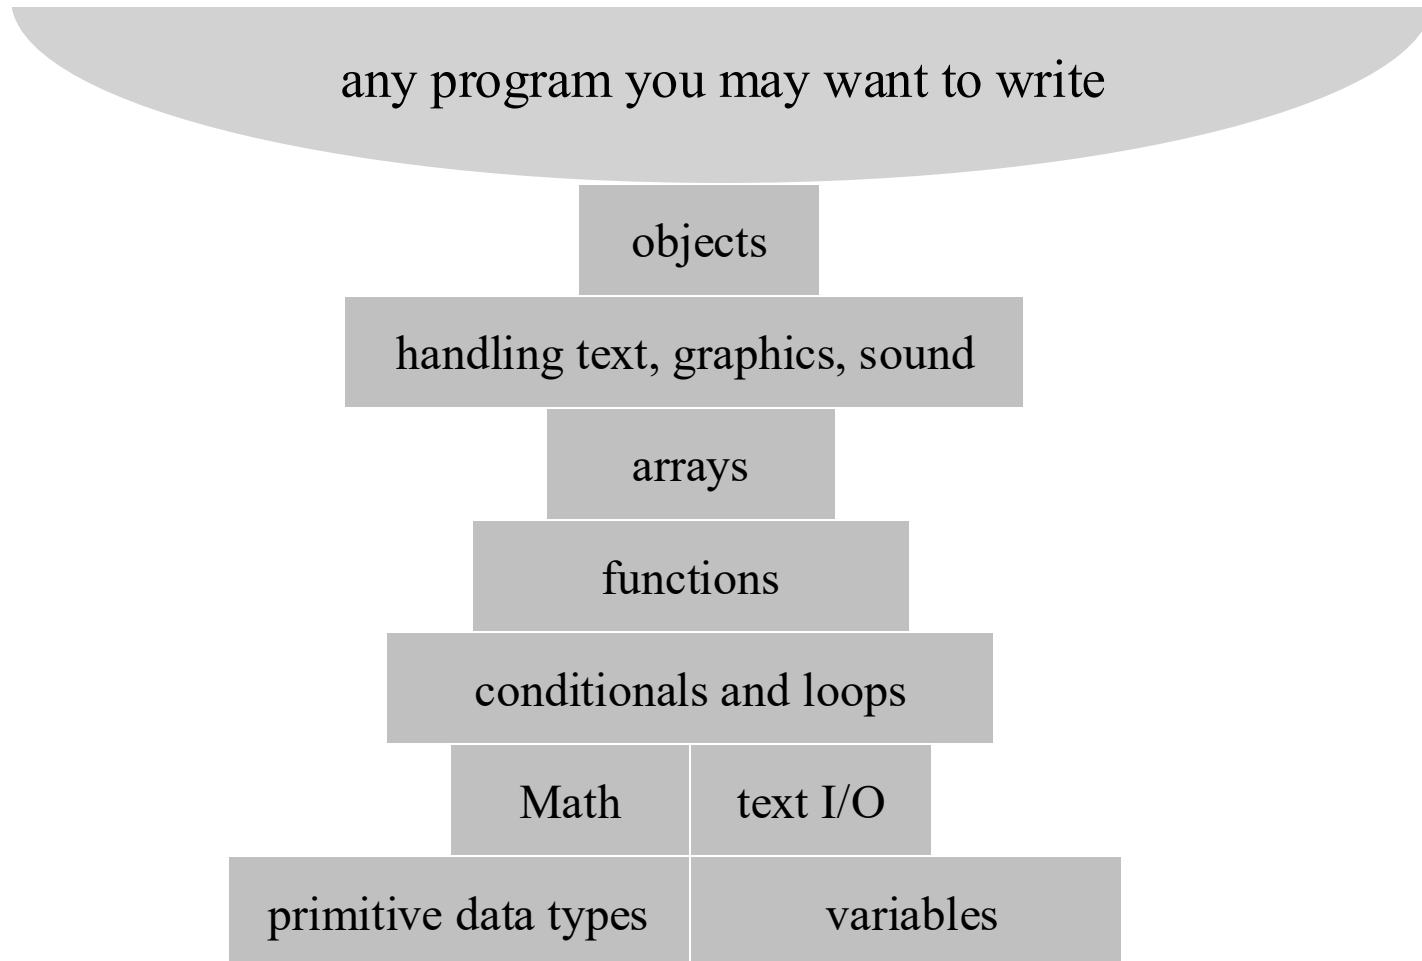 any program you may want to write
objects
handling text, graphics, sound
arrays
functions
conditionals and loops
Math text I/O
primitive data types variables